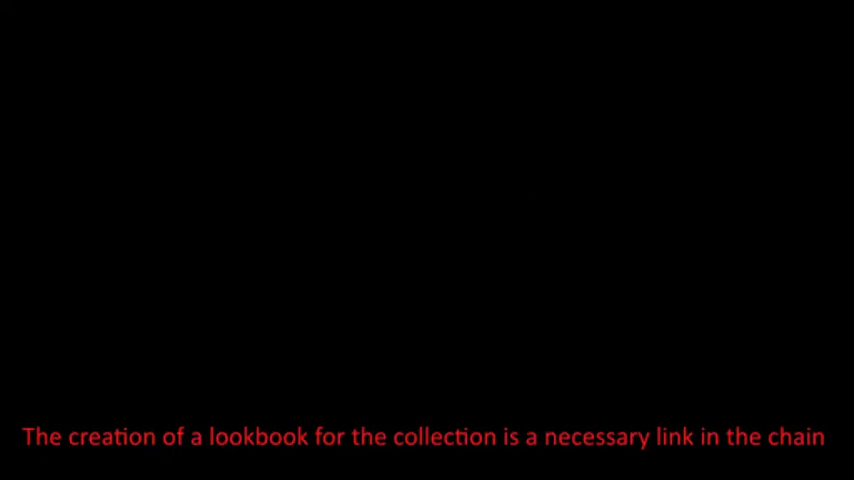 The creation of a lookbook for the collection is a necessary link in the chain